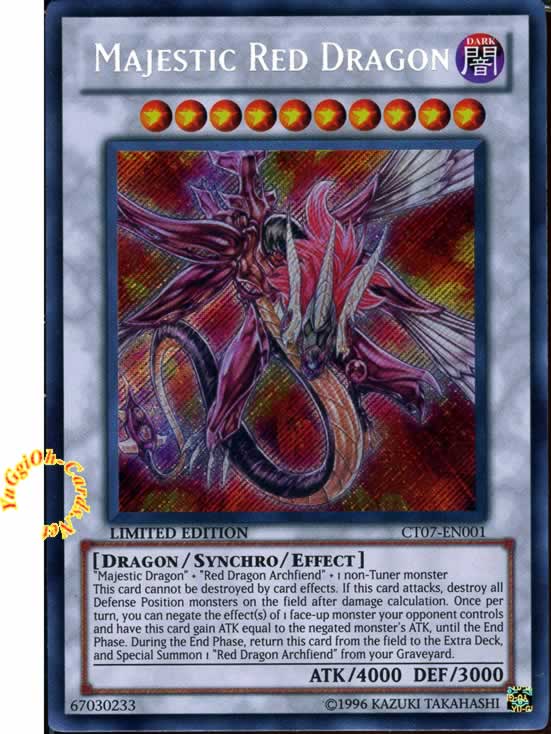 MAJESTIC RED DRAGON
DARK
闇
LIMITED EDITION
CT07-EN001
[DRAGON/SYNCHRO/EFFECT]
"Majestic Dragon" + "Red Dragon Archfiend" + 1 non-Tuner monster
This card cannot be destroyed by card effects. If this card attacks, destroy all
Defense Position monsters on the field after damage calculation. Once per
turn, you can negate the effect(s) of 1 face-up monster your opponent controls
and have this card gain ATK equal to the negated monster's ATK, until the End
Phase. During the End Phase, return this card from the field to the Extra Deck,
and Special Summon 1 "Red Dragon Archfiend" from your Graveyard.
ATK/4000 DEF/3000
67030233
©1996 KAZUKI TAKAHASHI
YuGgiOh-Cards.Net